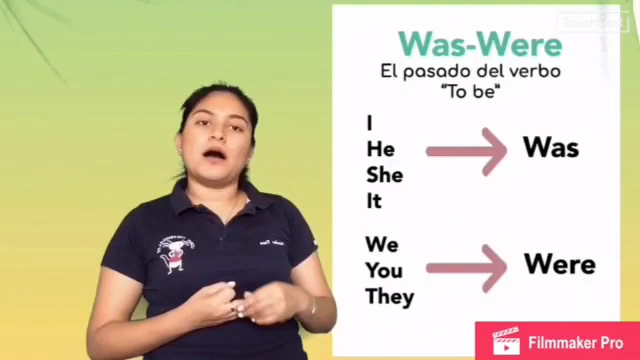 Was-Were
El pasado del verbo
"To be"
I
He
She
It
Was
We
You
They
Were
Filmmaker Pro